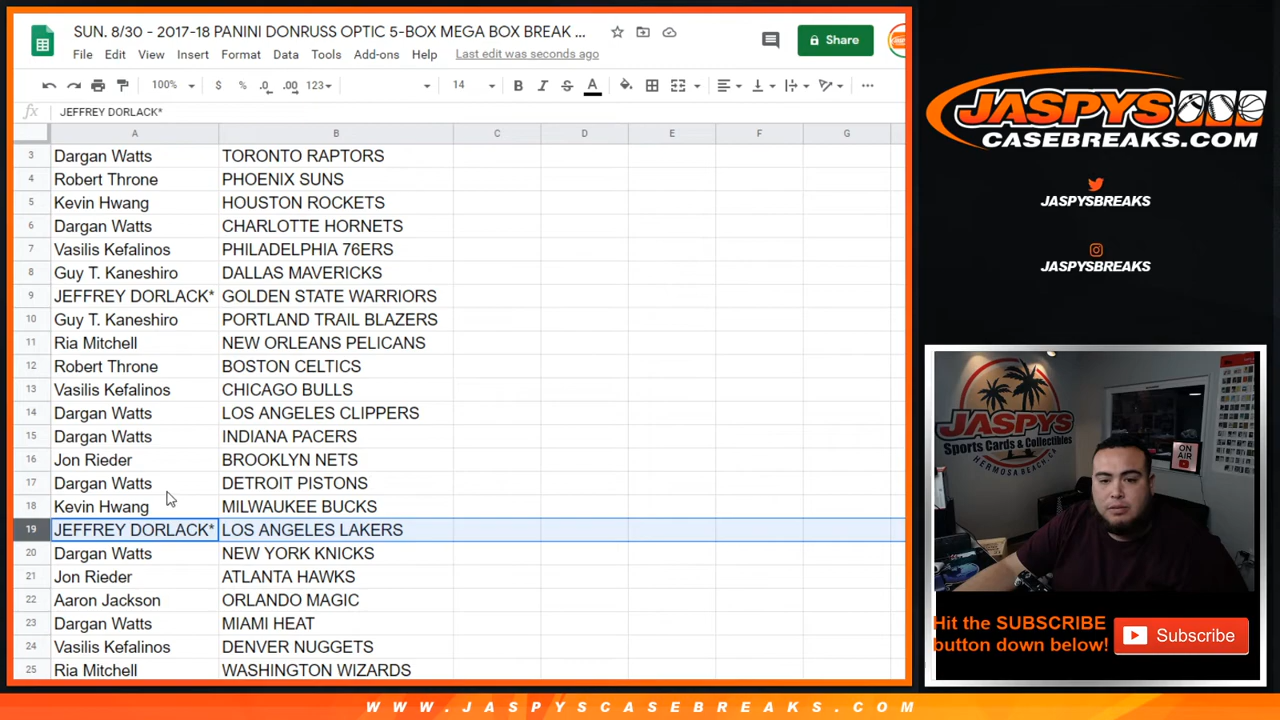 SUN. 8/30 - 2017-18 PANINI DONRUSS OPTIC 5-BOX MEGA BOX BREAK ...
Share
File Edit View Insert Format Data Tools Add-ons Help Last edit was seconds ago
100% $ % .0 .00 123 14 B I S A
fx JEFFREY DORLACK*
A B C D E F G
3 Dargan Watts TORONTO RAPTORS
4 Robert Throne PHOENIX SUNS
5 Kevin Hwang HOUSTON ROCKETS
6 Dargan Watts CHARLOTTE HORNETS
7 Vasilis Kefalinos PHILADELPHIA 76ERS
8 Guy T. Kaneshiro DALLAS MAVERICKS
9 JEFFREY DORLACK* GOLDEN STATE WARRIORS
10 Guy T. Kaneshiro PORTLAND TRAIL BLAZERS
11 Ria Mitchell NEW ORLEANS PELICANS
12 Robert Throne BOSTON CELTICS
13 Vasilis Kefalinos CHICAGO BULLS
14 Dargan Watts LOS ANGELES CLIPPERS
15 Dargan Watts INDIANA PACERS
16 Jon Rieder BROOKLYN NETS
17 Dargan Watts DETROIT PISTONS
18 Kevin Hwang MILWAUKEE BUCKS
19 JEFFREY DORLACK* LOS ANGELES LAKERS
20 Dargan Watts NEW YORK KNICKS
21 Jon Rieder ATLANTA HAWKS
22 Aaron Jackson ORLANDO MAGIC
23 Dargan Watts MIAMI HEAT
24 Vasilis Kefalinos DENVER NUGGETS
25 Ria Mitchell WASHINGTON WIZARDS
JASPYS
CASEBREAKS.COM
JASPYSBREAKS
JASPYSBREAKS
JASPYS
Sports Cards & Collectibles
HERMOSA BEACH, CA
ON AIR
Hit the SUBSCRIBE
button down below!
Subscribe
WWW.JASPYSCASEBREAKS.COM